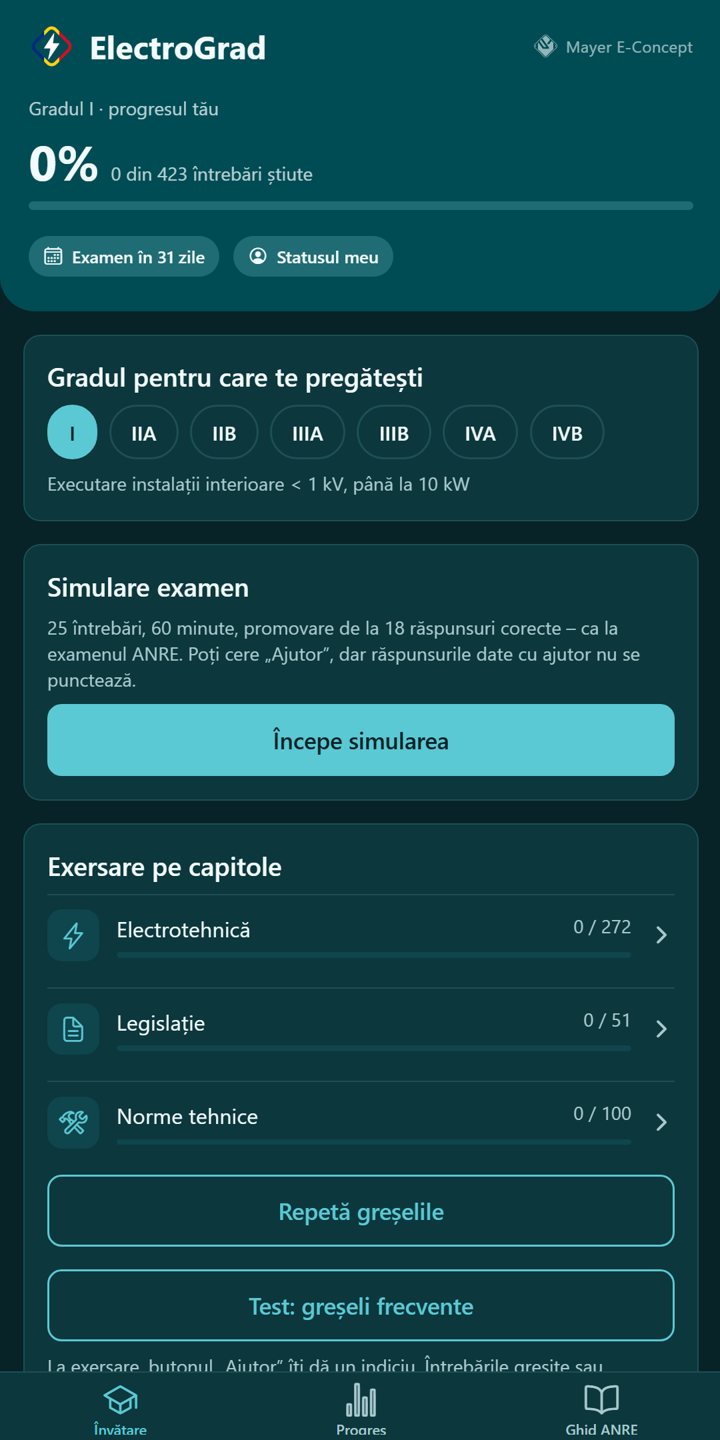 ElectroGrad
Mayer E-Concept
Gradul I · progresul tău
0% 0 din 423 întrebări știute
Examen în 31 zile
Statusul meu
Gradul pentru care te pregătești
I IIA IIB IIIA IIIB IVA IVB
Executare instalații interioare < 1 kV, până la 10 kW
Simulare examen
25 întrebări, 60 minute, promovare de la 18 răspunsuri corecte – ca la
examenul ANRE. Poți cere „Ajutor”, dar răspunsurile date cu ajutor nu se
punctează.
Începe simularea
Exersare pe capitole
Electrotehnică 0 / 272
Legislație 0 / 51
Norme tehnice 0 / 100
Repetă greșelile
Test: greșeli frecvente
La exersare, butonul „Ajutor” îți dă un indiciu. Întrebările greșite sau
Învățare
Progres
Ghid ANRE